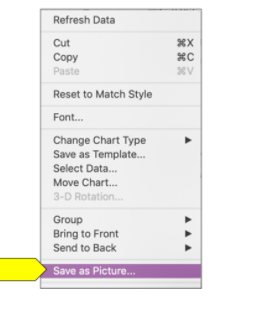 Refresh Data
Cut ⌘X
Copy ⌘C
Paste ⌘V
Reset to Match Style
Font...
Change Chart Type ▶
Save as Template...
Select Data...
Move Chart...
3-D Rotation...
Group ▶
Bring to Front ▶
Send to Back ▶
Save as Picture...